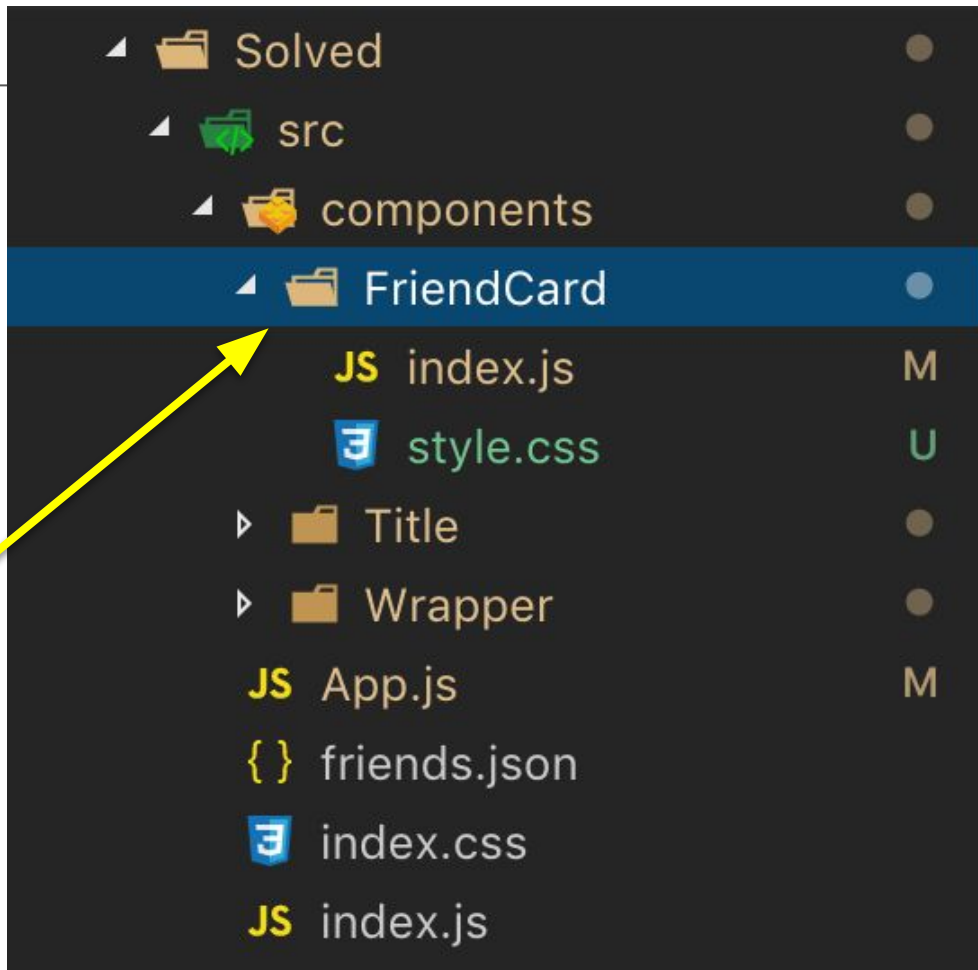 Solved
src
components
FriendCard
JS index.js M
style.css U
Title
Wrapper
JS App.js M
{ } friends.json
index.css
JS index.js